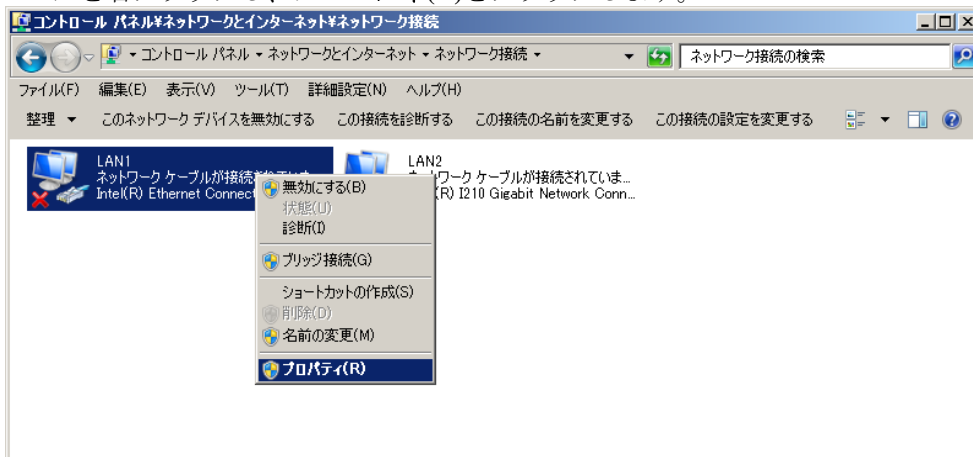 コントロール パネル¥ネットワークとインターネット¥ネットワーク接続
コントロール パネル ネットワークとインターネット ネットワーク接続
ネットワーク接続の検索
ファイル(F) 編集(E) 表示(V) ツール(T) 詳細設定(N) ヘルプ(H)
整理 このネットワーク デバイスを無効にする この接続を診断する この接続の名前を変更する この接続の設定を変更する
LAN1
ネットワーク ケーブルが接続
Intel(R) Ethernet Connec
LAN2
ワーク ケーブルが接続されていま...
(R) I210 Gigabit Network Conn...
無効にする(B)
状態(U)
診断(I)
ブリッジ接続(G)
ショートカットの作成(S)
削除(D)
名前の変更(M)
プロパティ(R)